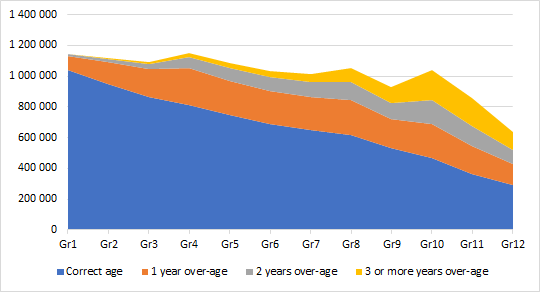 1 400 000
1 200 000
1 000 000
800 000
600 000
400 000
200 000
0
Gr1 Gr2 Gr3 Gr4 Gr5 Gr6 Gr7 Gr8 Gr9 Gr10 Gr11 Gr12
Correct age 1 year over-age 2 years over-age 3 or more years over-age